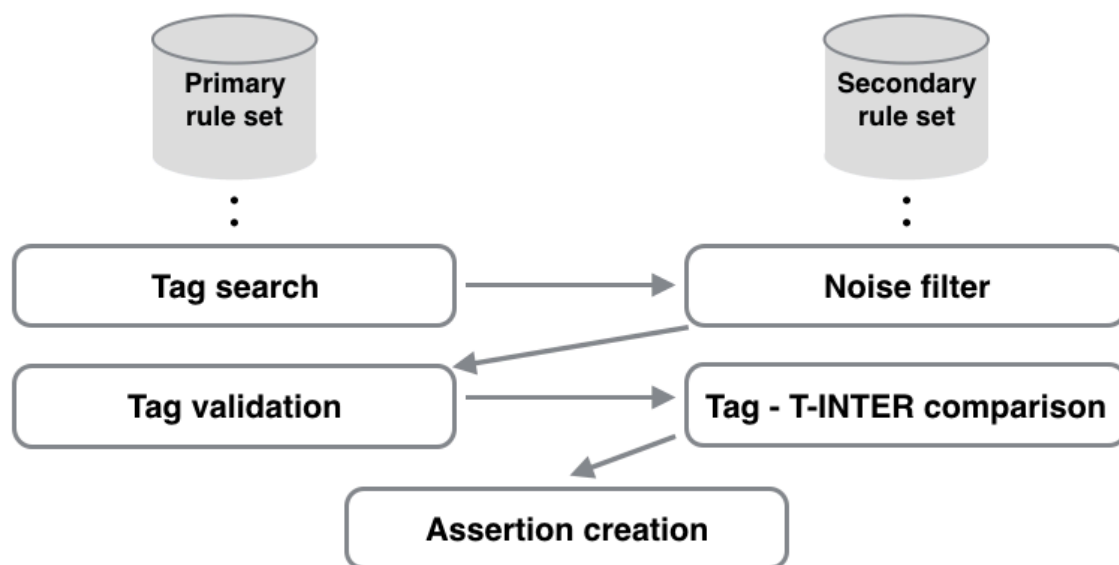 Primary
rule set
Secondary
rule set
Tag search
Noise filter
Tag validation
Tag - T-INTER comparison
Assertion creation